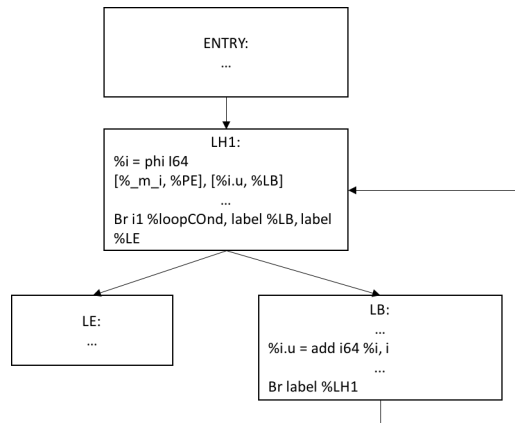 ENTRY:
...
LH1:
%i = phi I64
[%_m_i, %PE], [%i.u, %LB]
...
Br i1 %loopCOnd, label %LB, label
%LE
LE:
...
LB:
...
%i.u = add i64 %i, i
...
Br label %LH1